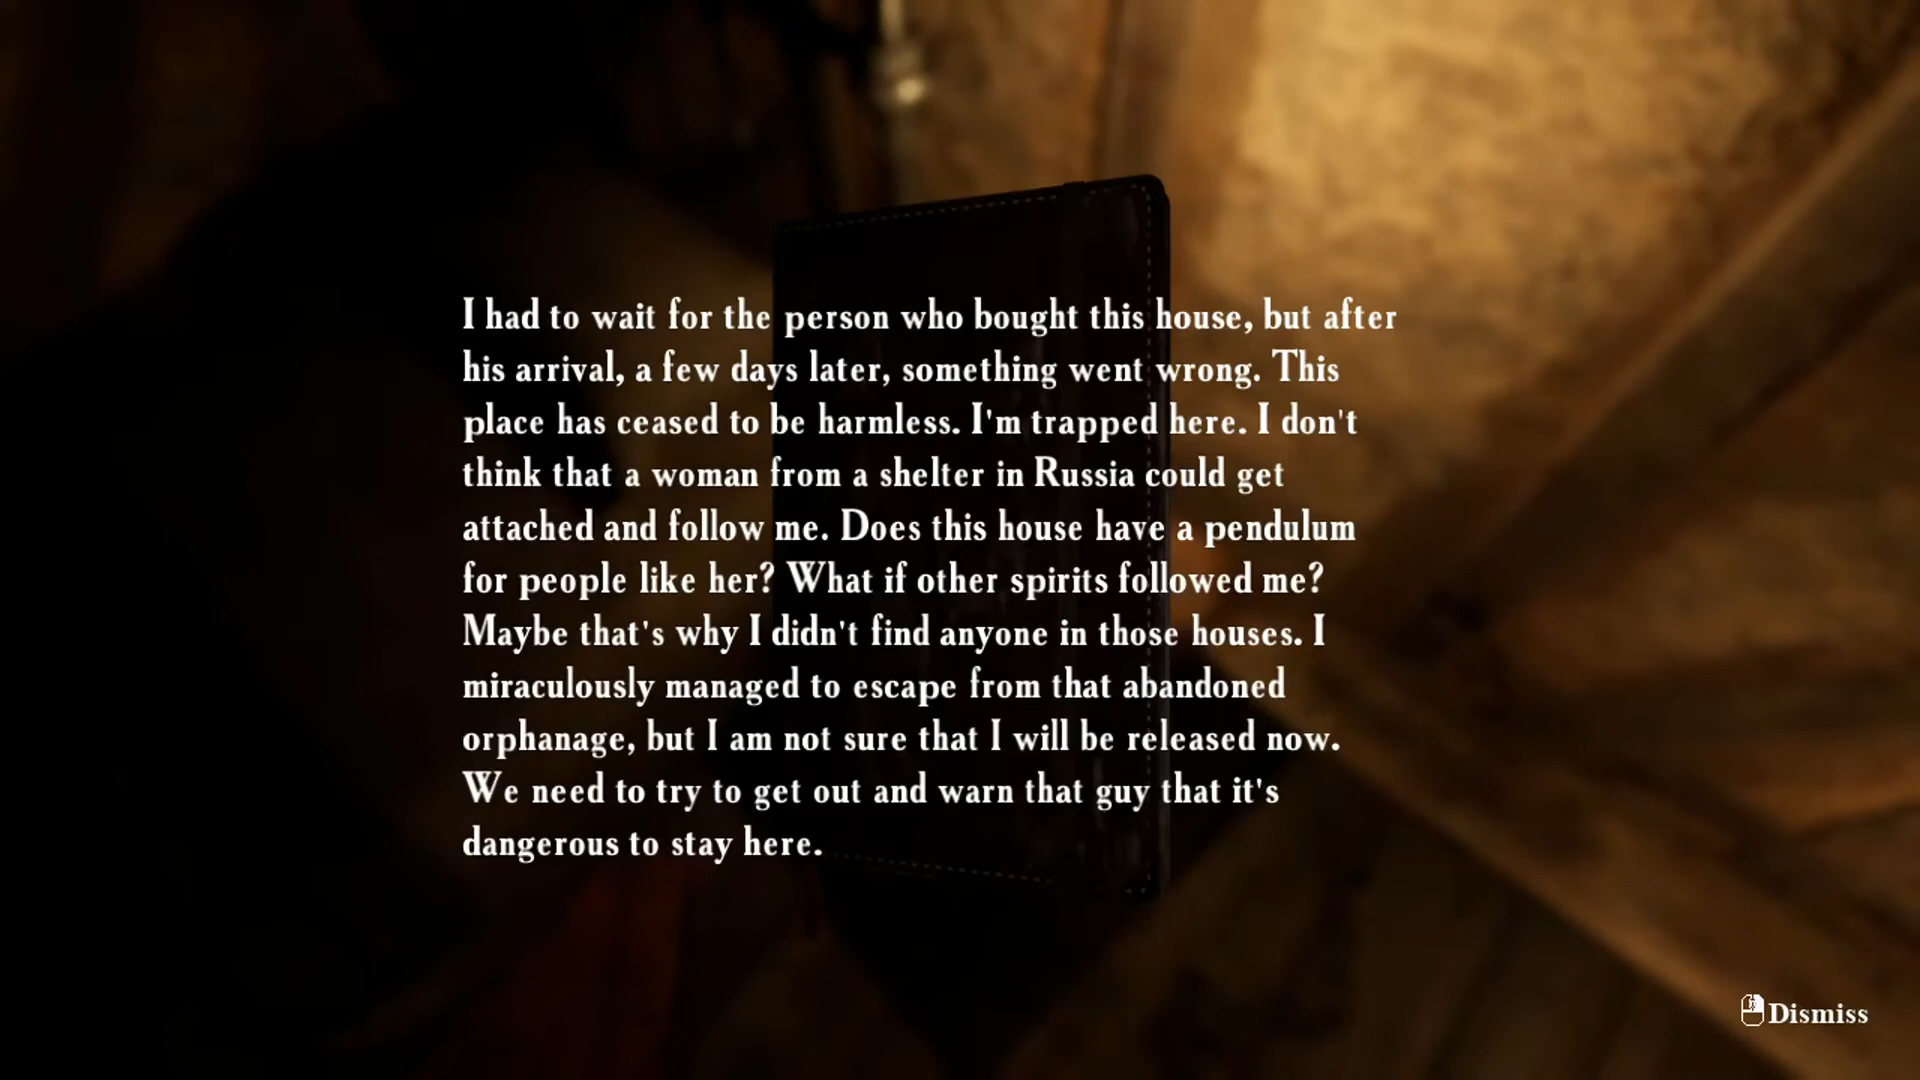 I had to wait for the person who bought this house, but after
his arrival, a few days later, something went wrong. This
place has ceased to be harmless. I'm trapped here. I don't
think that a woman from a shelter in Russia could get
attached and follow me. Does this house have a pendulum
for people like her? What if other spirits followed me?
Maybe that's why I didn't find anyone in those houses. I
miraculously managed to escape from that abandoned
orphanage, but I am not sure that I will be released now.
We need to try to get out and warn that guy that it's
dangerous to stay here.
Dismiss